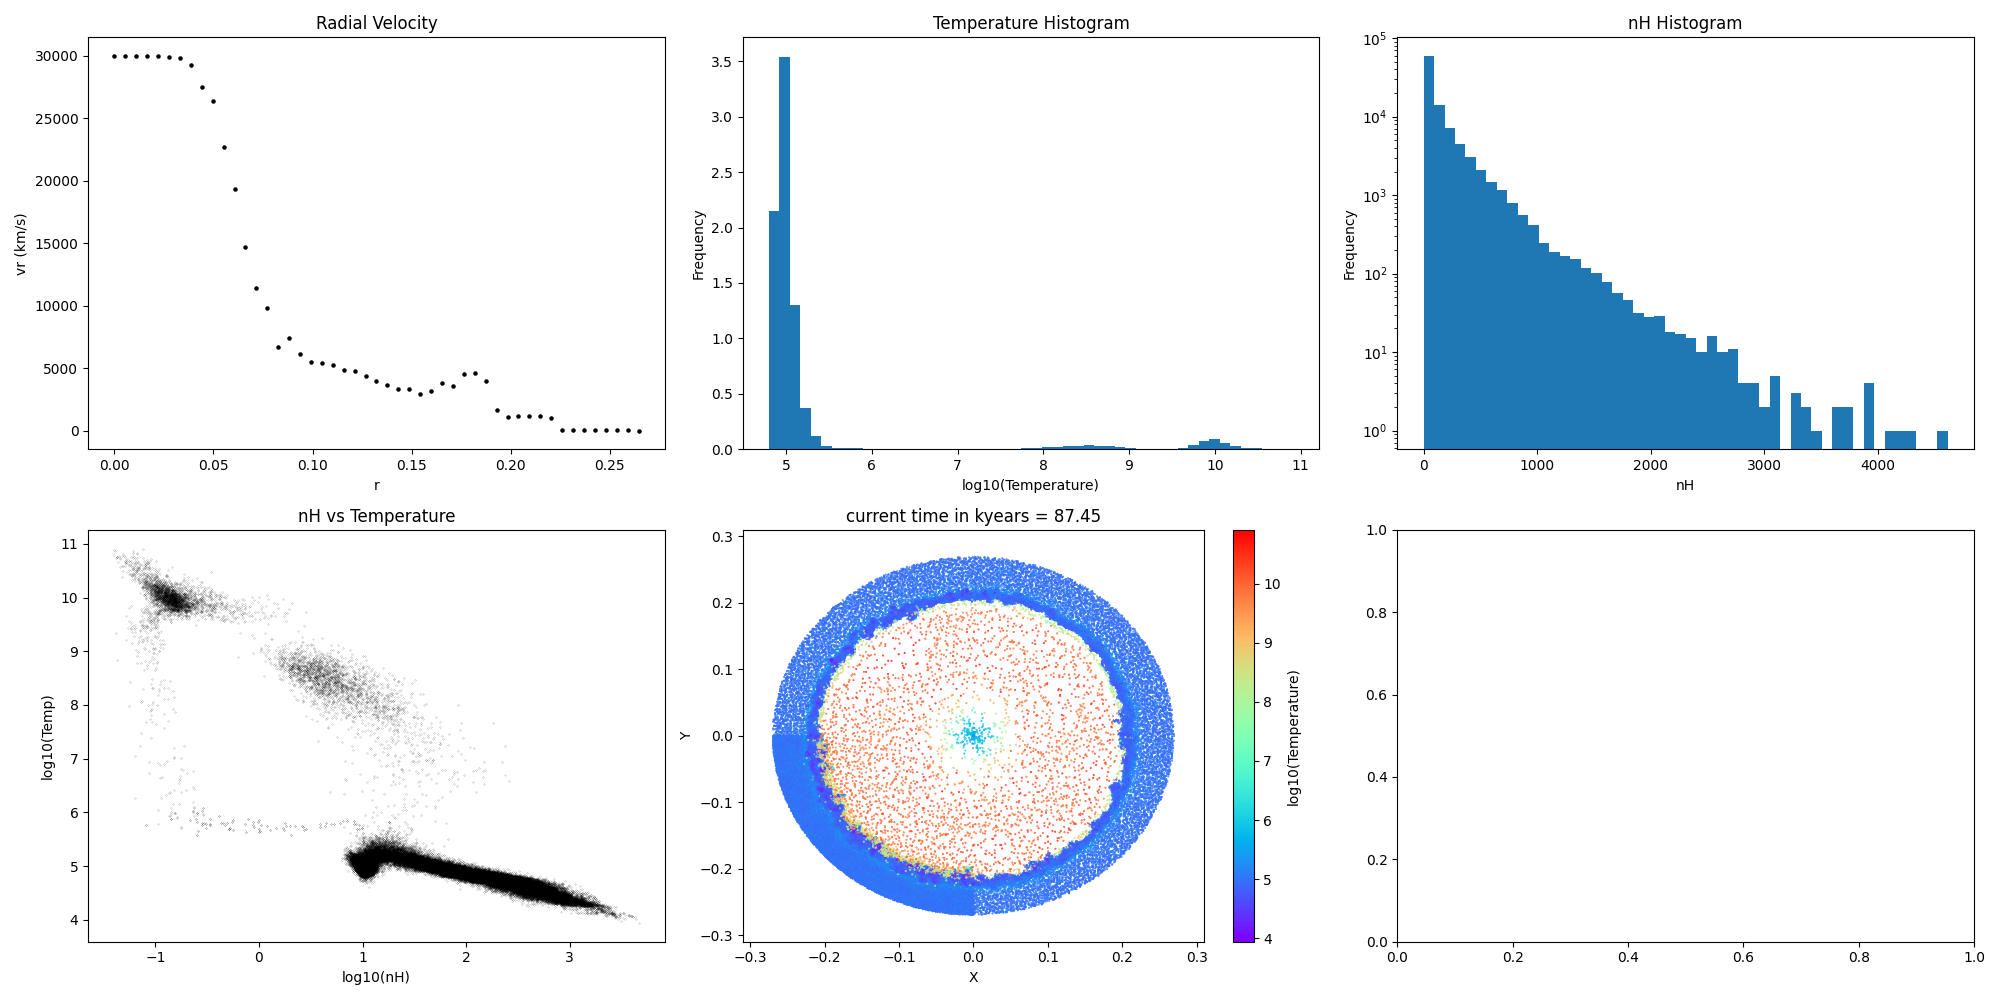 Radial Velocity
30000
25000
20000
15000
10000
5000
0
vr (km/s)
0.00 0.05 0.10 0.15 0.20 0.25
r
Temperature Histogram
3.5
3.0
2.5
2.0
1.5
1.0
0.5
0.0
Frequency
5 6 7 8 9 10 11
log10(Temperature)
nH Histogram
10^5
10^4
10^3
10^2
10^1
10^0
Frequency
0 1000 2000 3000 4000
nH
nH vs Temperature
11
10
9
8
7
6
5
4
log10(Temp)
−1 0 1 2 3
log10(nH)
current time in kyears = 87.45
0.3
0.2
0.1
0.0
−0.1
−0.2
−0.3
Y
−0.3 −0.2 −0.1 0.0 0.1 0.2 0.3
X
10
9
8
7
6
5
4
log10(Temperature)
1.0
0.8
0.6
0.4
0.2
0.0
0.0 0.2 0.4 0.6 0.8 1.0